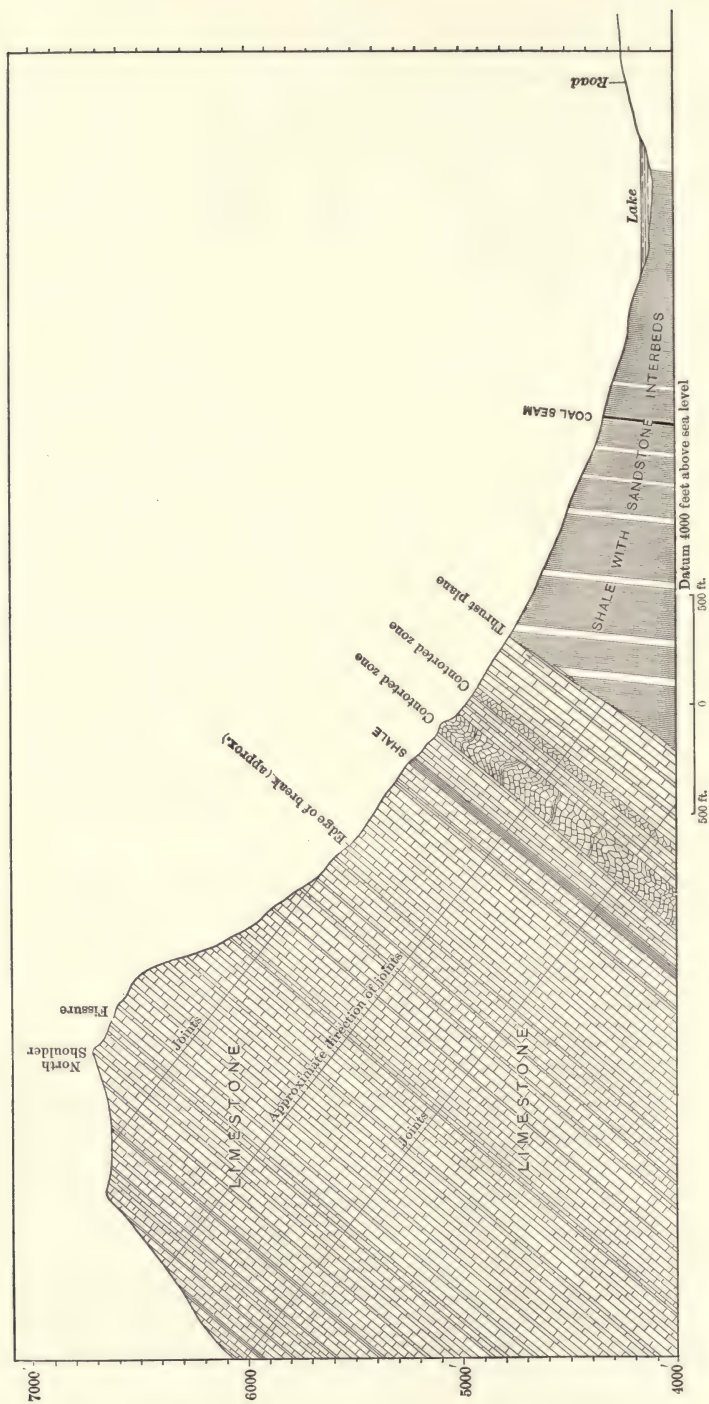 7000'
6000
5000'
4000'
North
Shoulder
Fissure
Edge of break (approx.)
SHALE
Contorted zone
Contorted zone
Thrust plane
COAL SEAM
Lake
Road
Joints
LIMESTONE
Approximate direction of joints
Joints
LIMESTONE
SHALE WITH SANDSTONE INTERBEDS
Datum 4000 feet above sea level
500 ft.
0
500 ft.